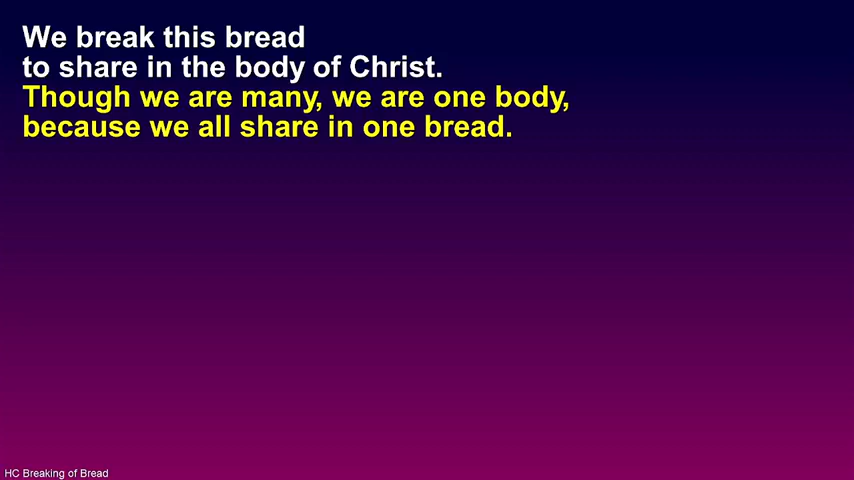 We break this bread
to share in the body of Christ.
Though we are many, we are one body,
because we all share in one bread.
HC Breaking of Bread